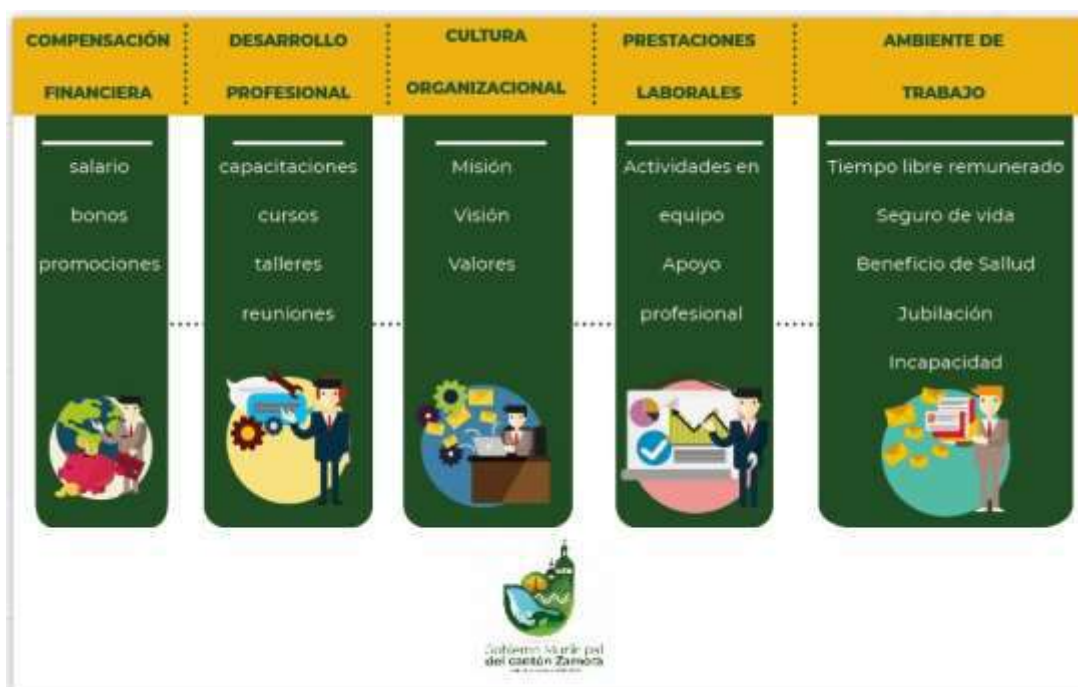 COMPENSACIÓN
FINANCIERA
salario
bonos
promociones
DESARROLLO
PROFESIONAL
capacitaciones
cursos
talleres
reuniones
CULTURA
ORGANIZACIONAL
Misión
Visión
Valores
PRESTACIONES
LABORALES
Actividades en
equipo
Apoyo
profesional
AMBIENTE DE
TRABAJO
Tiempo libre remunerado
Seguro de vida
Beneficio de Sallud
Jubilación
Incapacidad
Gobierno Municipal
del cantón Zamora